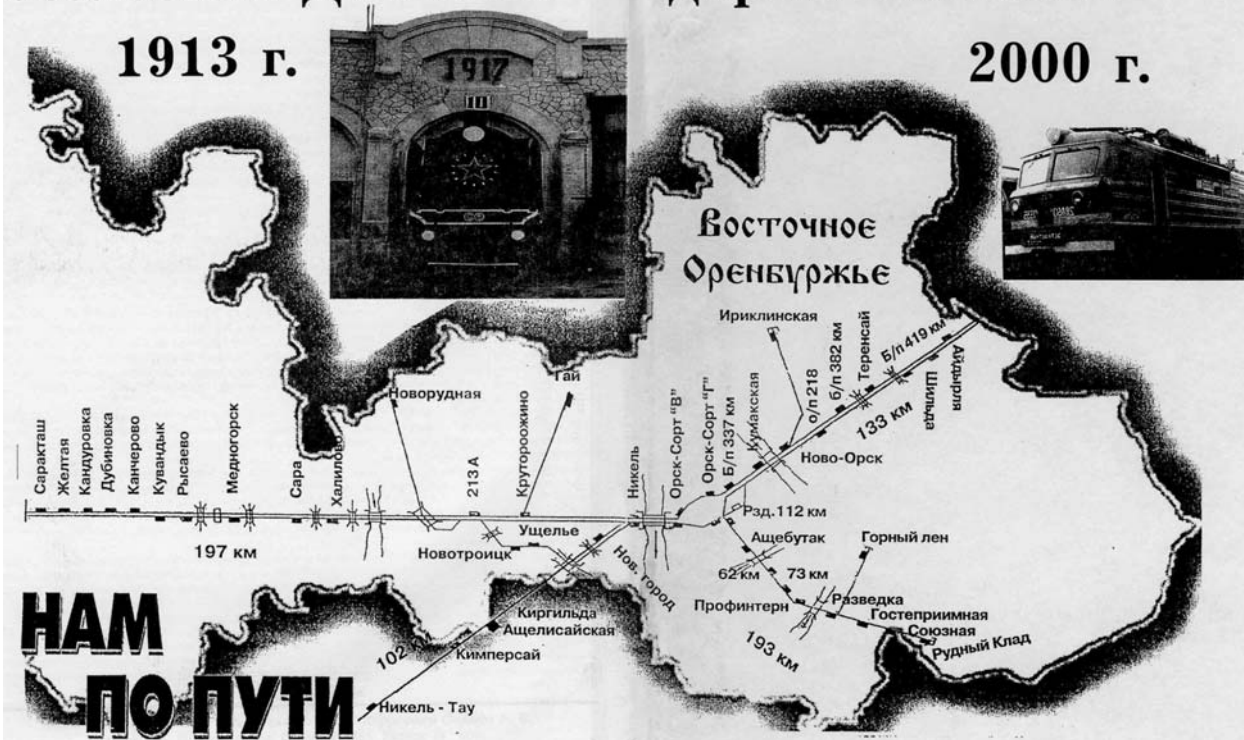 1913 г.
1917
2000 г.
Восточное
Оренбуржье
Ириклинская
б/п 382 км
Теренсай
Б/п 419 км
Айдырля
Шильда
о/п 218
133 км
Кумакская
Ново-Орск
Новорудная
Гай
Саракташ
Желтая
Кандуровка
Дубиновка
Канчерово
Кувандык
Рысаево
Медногорск
Сара
Халилово
213 А
Круторожино
Никель
Орск-Сорт "В"
Орск-Сорт "Г"
Б/п 337 км
197 км
Ущелье
Новотроицк
Нов. город
Рзд. 112 км
Ащебутак
Горный лен
62 км
73 км
Профинтерн
Разведка
Гостеприимная
Союзная
Рудный Клад
193 км
Киргильда
Ащелисайская
102
Кимперсай
Никель - Тау
НАМ
ПО ПУТИ